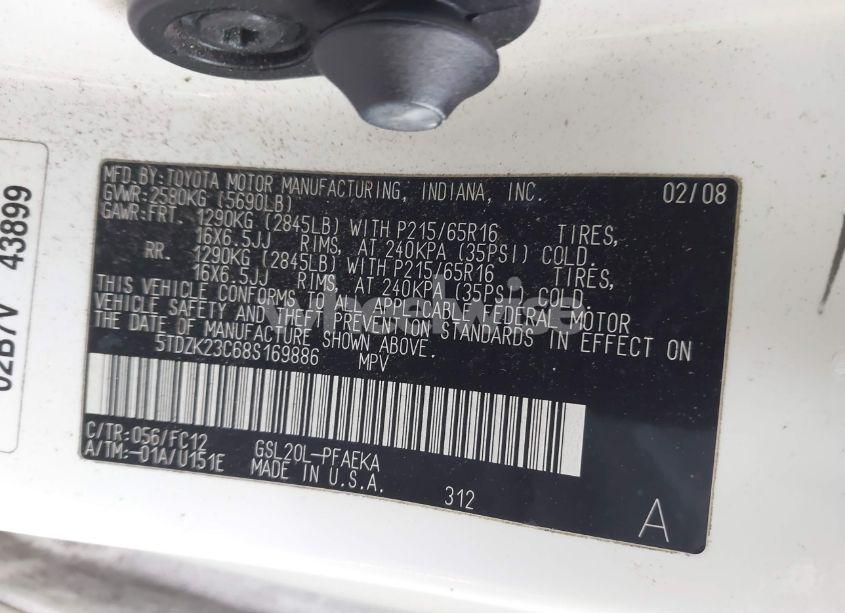 MFD. BY: TOYOTA MOTOR MANUFACTURING, INDIANA, INC. 02/08
GVWR: 2580KG (5690LB)
GAWR: FRT. 1290KG (2845LB) WITH P215/65R16 TIRES,
16X6.5JJ RIMS, AT 240KPA (35PSI) COLD.
RR. 1290KG (2845LB) WITH P215/65R16 TIRES,
16X6.5JJ RIMS, AT 240KPA (35PSI) COLD.
THIS VEHICLE CONFORMS TO ALL APPLICABLE FEDERAL MOTOR
VEHICLE SAFETY AND THEFT PREVENTION STANDARDS IN EFFECT ON
THE DATE OF MANUFACTURE SHOWN ABOVE.
5TDZK23C68S169886 MPV
C/TR: 056/FC12 GSL20L-PFAEKA
A/TM: -01A/U151E MADE IN U.S.A.
312
A
43899